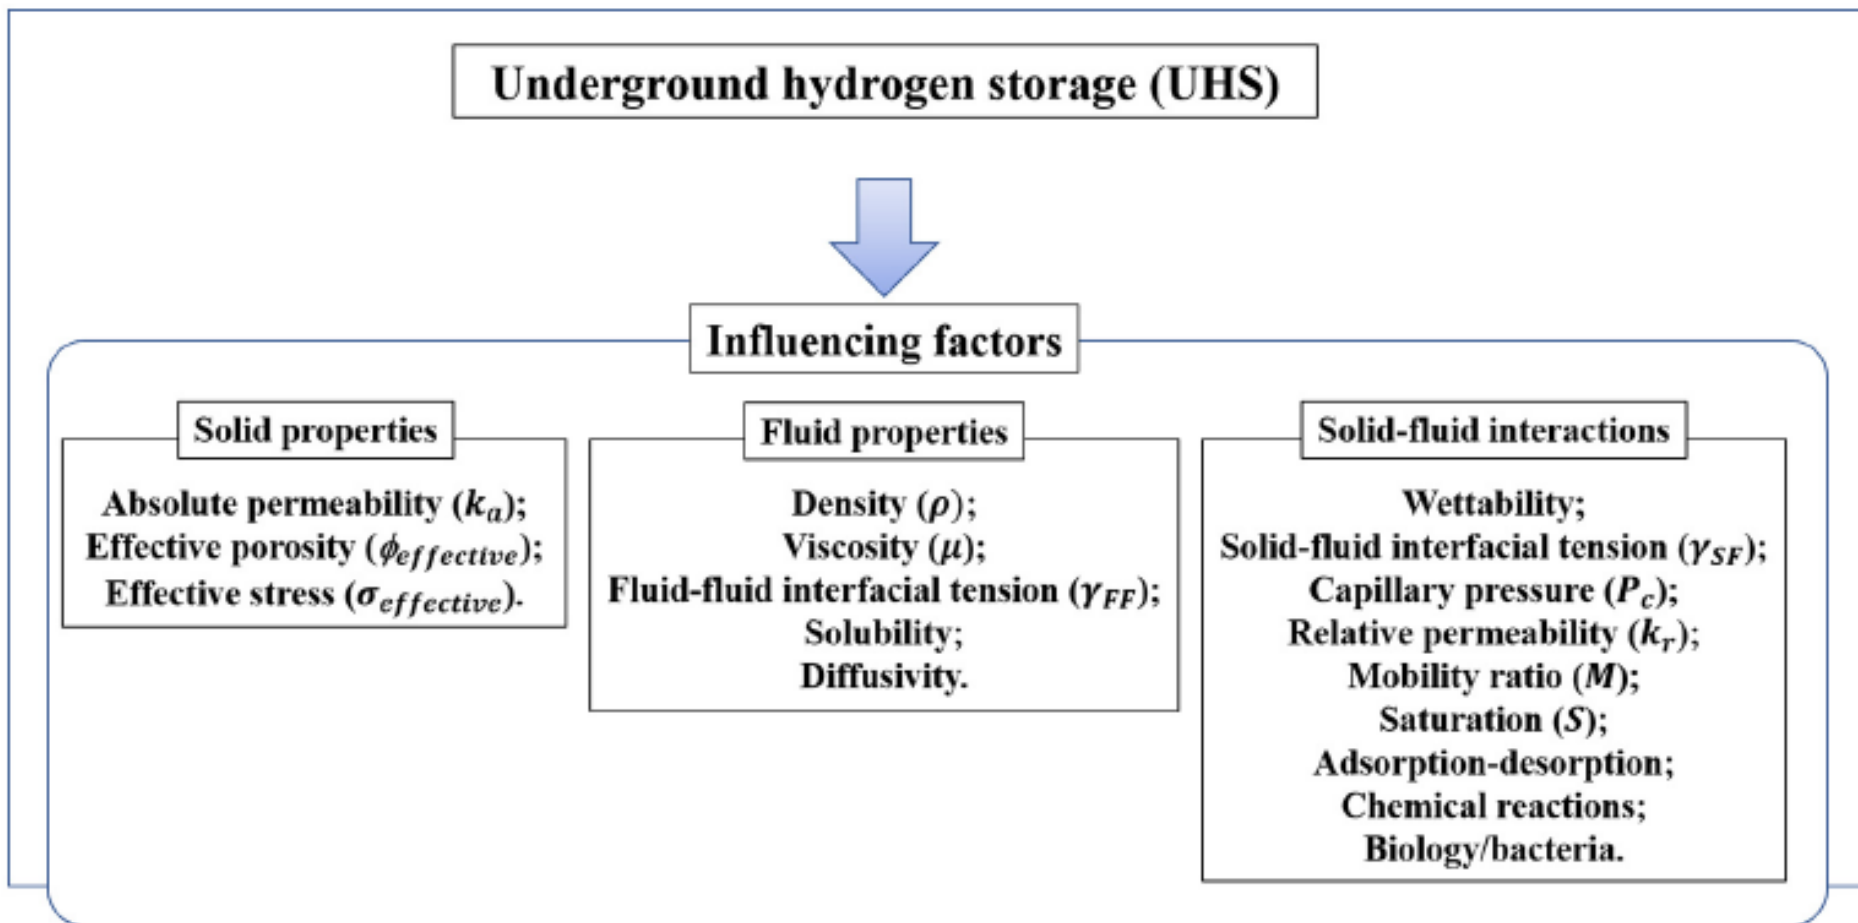 Underground hydrogen storage (UHS)
Influencing factors
Solid properties
Absolute permeability (kₐ);
Effective porosity (ϕeffective);
Effective stress (σeffective).
Fluid properties
Density (ρ);
Viscosity (μ);
Fluid-fluid interfacial tension (γFF);
Solubility;
Diffusivity.
Solid-fluid interactions
Wettability;
Solid-fluid interfacial tension (γSF);
Capillary pressure (Pc);
Relative permeability (kr);
Mobility ratio (M);
Saturation (S);
Adsorption-desorption;
Chemical reactions;
Biology/bacteria.